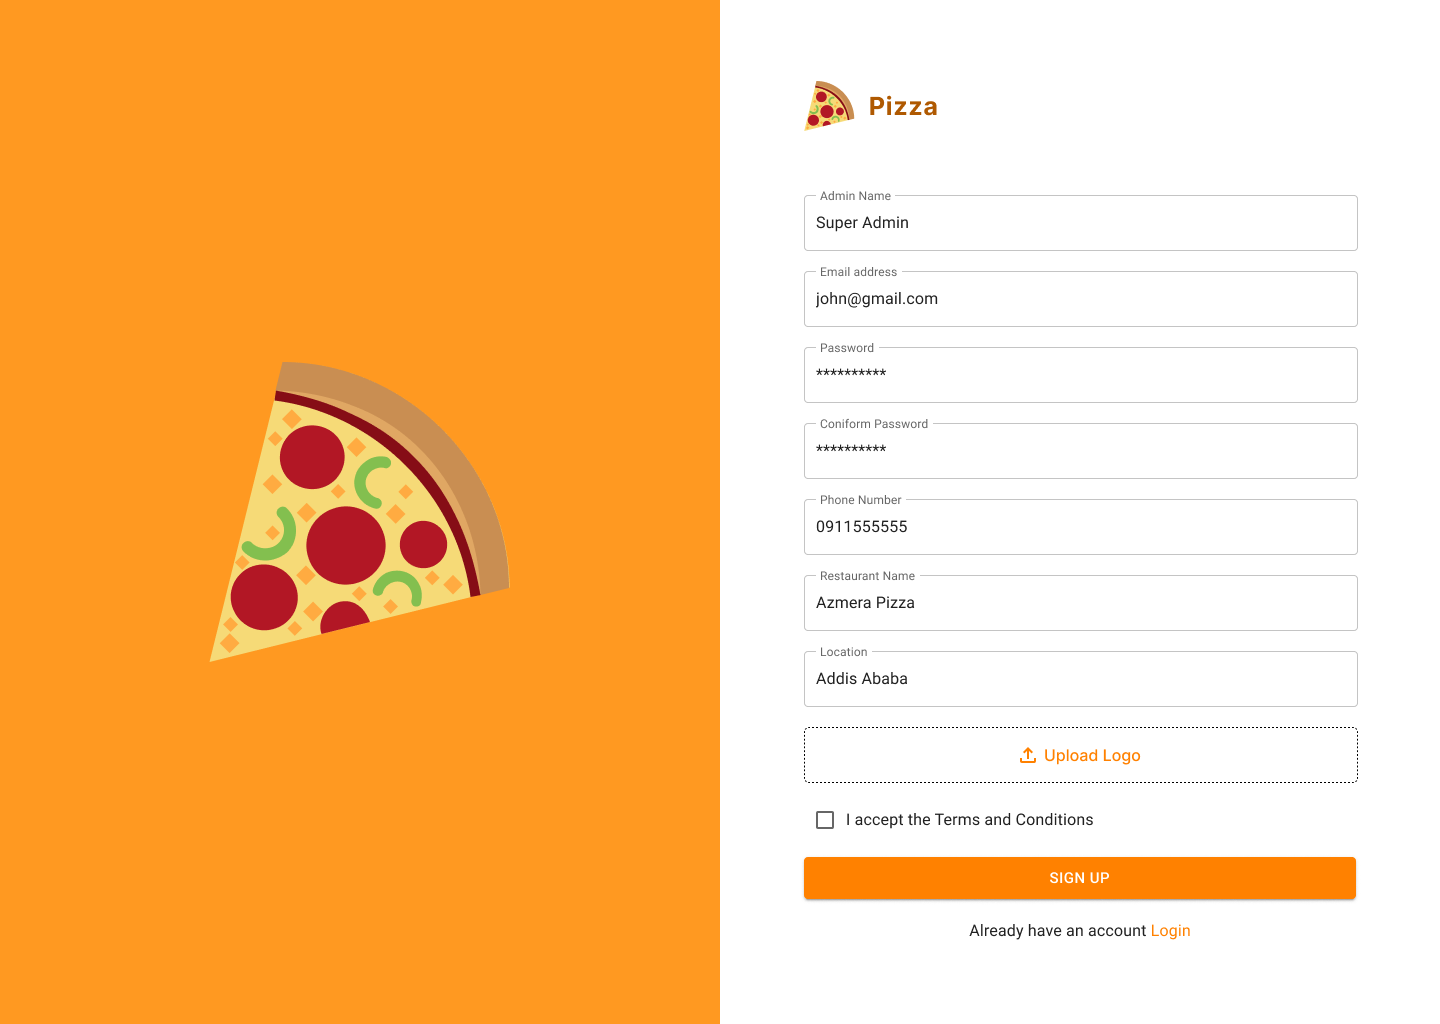 Pizza
Admin Name
Super Admin
Email address
john@gmail.com
Password
**********
Coniform Password
**********
Phone Number
0911555555
Restaurant Name
Azmera Pizza
Location
Addis Ababa
Upload Logo
I accept the Terms and Conditions
SIGN UP
Already have an account Login